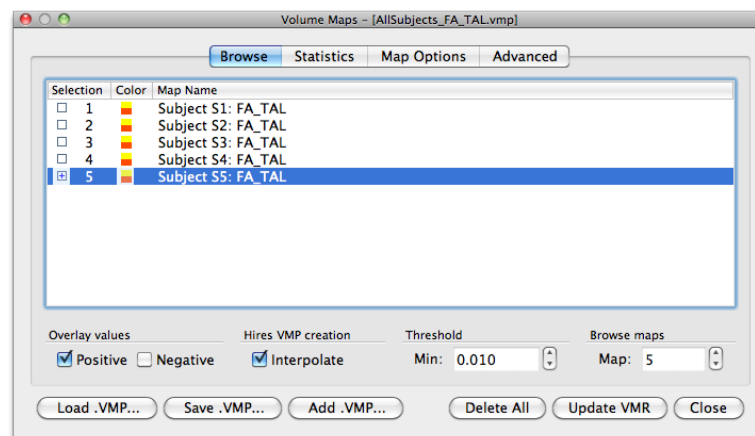 Volume Maps – [AllSubjects_FA_TAL.vmp]
Browse Statistics Map Options Advanced
Selection Color Map Name
1 Subject S1: FA_TAL
2 Subject S2: FA_TAL
3 Subject S3: FA_TAL
4 Subject S4: FA_TAL
5 Subject S5: FA_TAL
Overlay values Hires VMP creation Threshold Browse maps
Positive Negative Interpolate Min: 0.010 Map: 5
Load .VMP... Save .VMP... Add .VMP... Delete All Update VMR Close